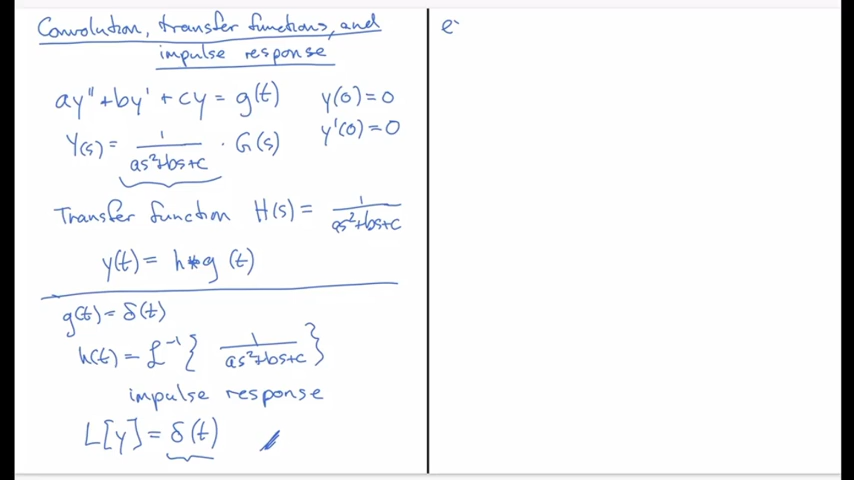 Convolution, transfer functions, and
impulse response
ay'' + by' + cy = g(t) y(0) = 0
y'(0) = 0
Y(s) = 1/(as²+bs+c) · G(s)
Transfer function H(s) = 1/(as²+bs+c)
y(t) = h*g (t)
g(t) = δ(t)
h(t) = ℒ⁻¹{ 1/(as²+bs+c) }
impulse response
L[y] = δ(t)